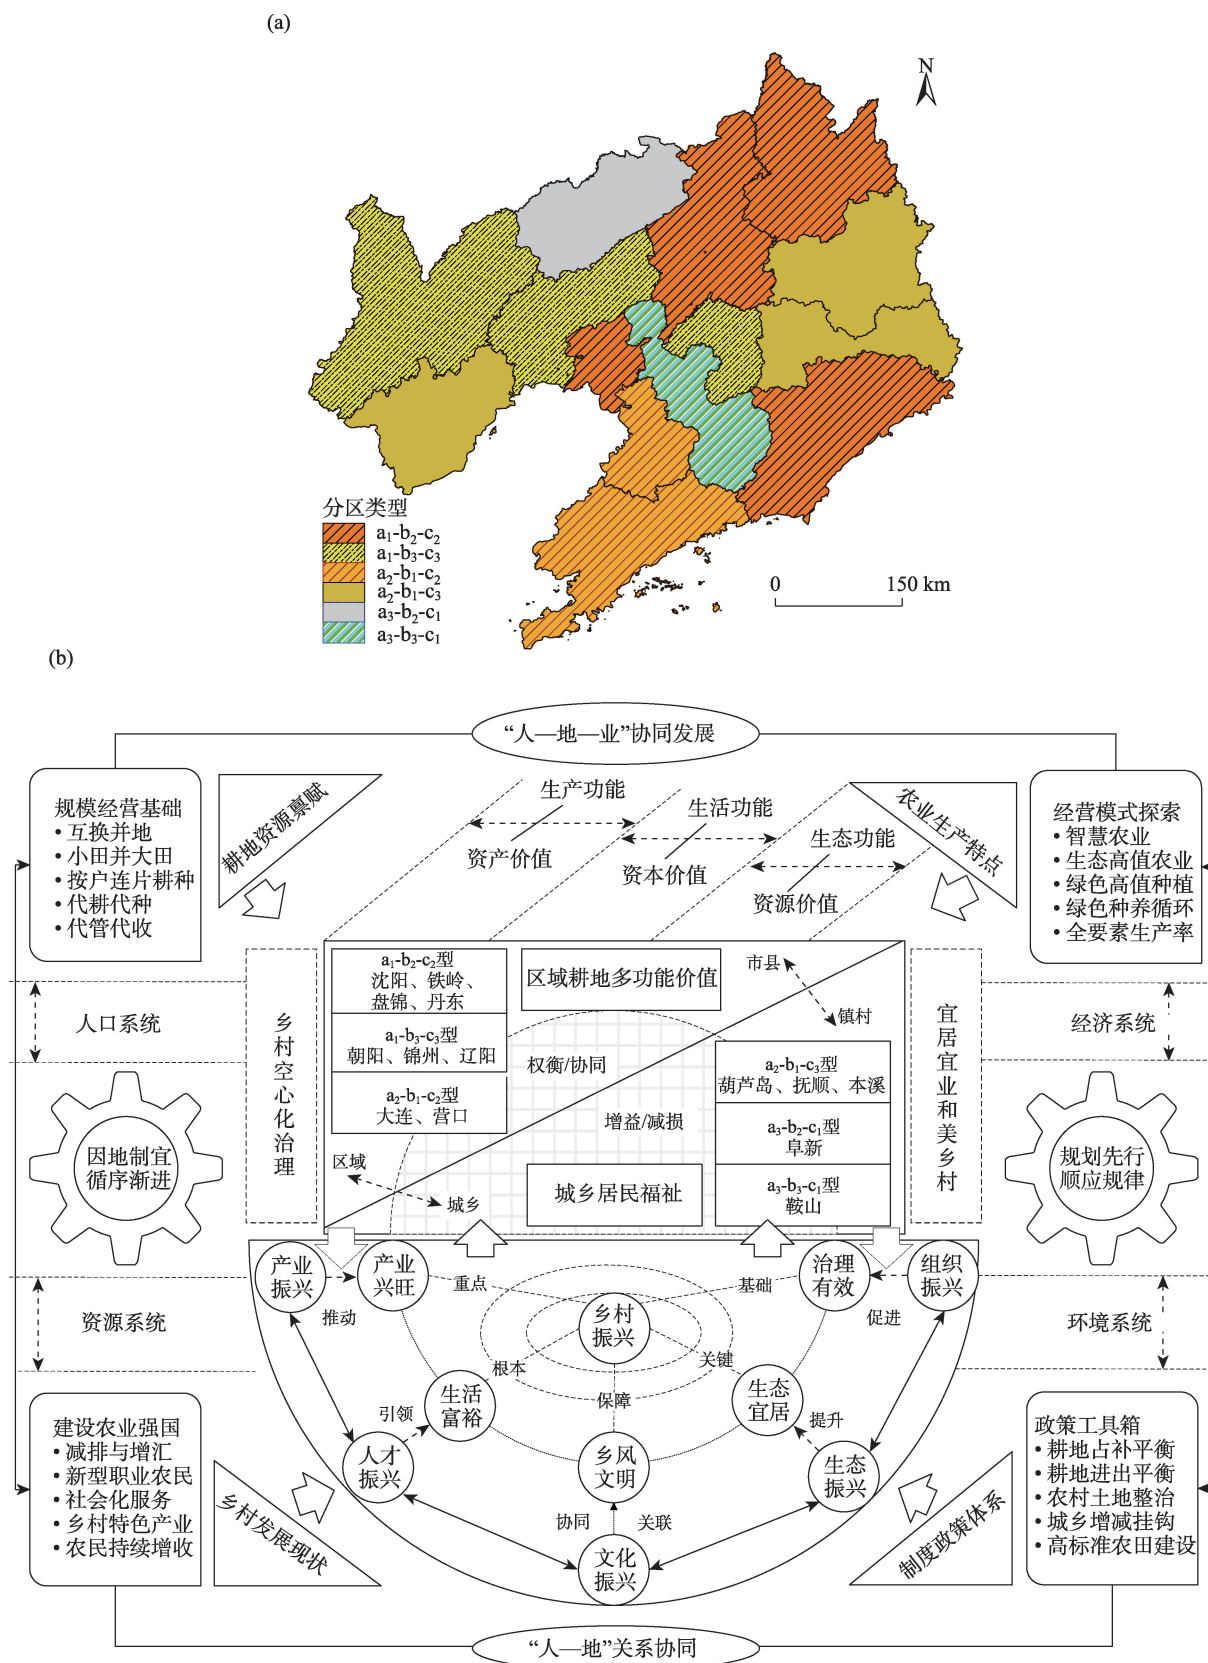 (a)
N
分区类型
a₁-b₂-c₂
a₁-b₃-c₃
a₂-b₁-c₂
a₂-b₁-c₃
a₃-b₂-c₁
a₃-b₃-c₁
0 150 km
(b)
“人—地—业”协同发展
规模经营基础
• 互换并地
• 小田并大田
• 按户连片耕种
• 代耕代种
• 代管代收
耕地资源禀赋
生产功能
资产价值
生活功能
资本价值
生态功能
资源价值
农业生产特点
经营模式探索
• 智慧农业
• 生态高值农业
• 绿色高值种植
• 绿色种养循环
• 全要素生产率
人口系统
因地制宜
循序渐进
乡村空心化治理
a₁-b₂-c₂型
沈阳、铁岭、
盘锦、丹东
a₁-b₃-c₃型
朝阳、锦州、辽阳
a₂-b₁-c₂型
大连、营口
区域耕地多功能价值
市县
镇村
权衡/协同
增益/减损
区域
城乡
城乡居民福祉
a₂-b₁-c₃型
葫芦岛、抚顺、本溪
a₃-b₂-c₁型
阜新
a₃-b₃-c₁型
鞍山
宜居宜业和美乡村
经济系统
规划先行
顺应规律
资源系统
环境系统
产业
振兴
推动
产业
兴旺
重点
乡村
振兴
基础
治理
有效
促进
组织
振兴
根本
关键
保障
生活
富裕
生态
宜居
引领
提升
人才
振兴
乡风
文明
生态
振兴
协同
关联
文化
振兴
建设农业强国
• 减排与增汇
• 新型职业农民
• 社会化服务
• 乡村特色产业
• 农民持续增收
乡村发展现状
制度政策体系
政策工具箱
• 耕地占补平衡
• 耕地进出平衡
• 农村土地整治
• 城乡增减挂钩
• 高标准农田建设
“人—地”关系协同